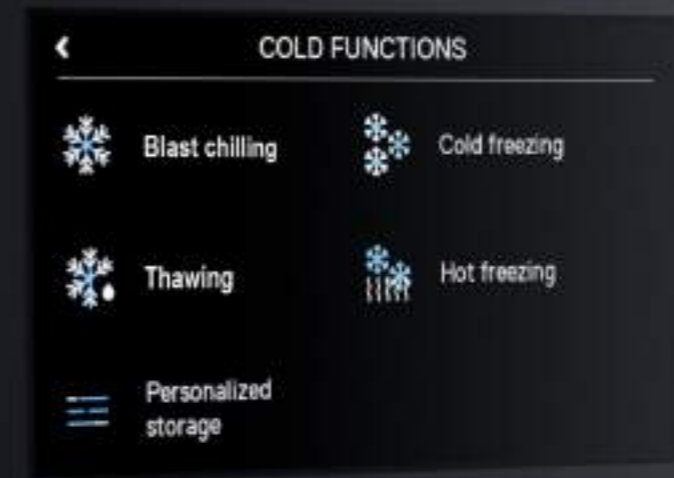 COLD FUNCTIONS
Blast chilling
Cold freezing
Thawing
Hot freezing
Personalized
storage